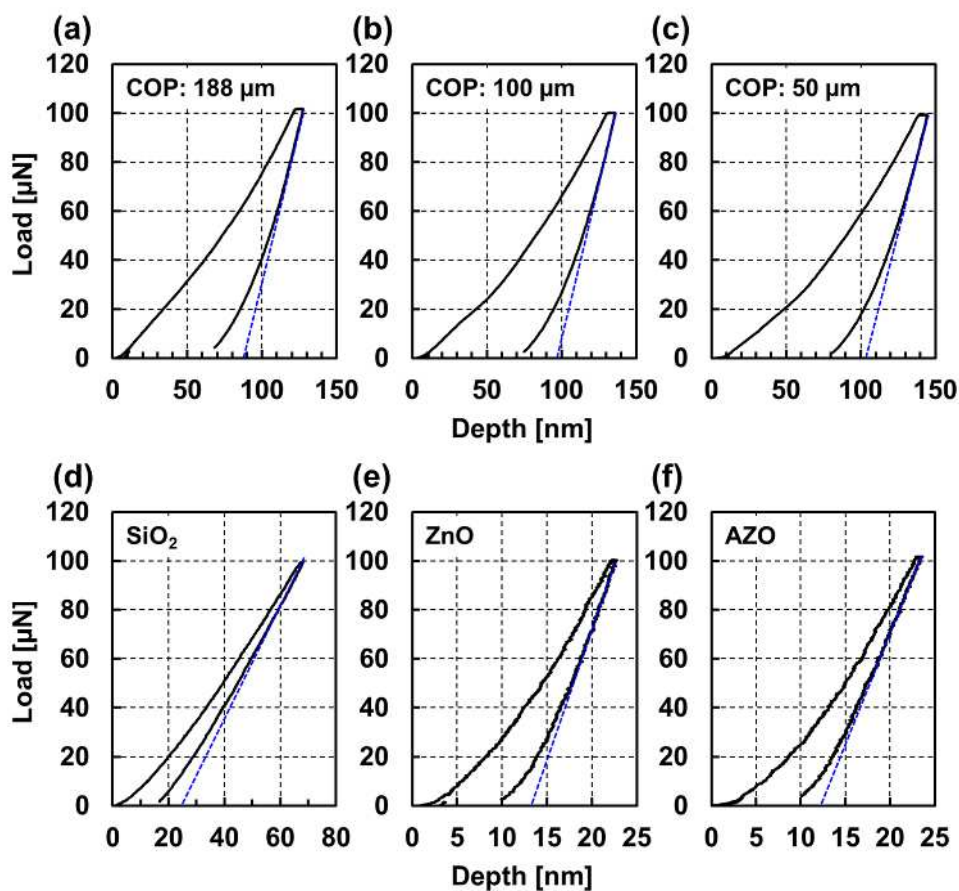 (a) (b) (c)
120 120 120
COP: 188 µm COP: 100 µm COP: 50 µm
100 100 100
80 80 80
60 60 60
40 40 40
20 20 20
0 0 0
0 50 100 150 0 50 100 150 0 50 100 150
Load [µN]
Depth [nm]
(d) (e) (f)
120 120 120
SiO₂ ZnO AZO
100 100 100
80 80 80
60 60 60
40 40 40
20 20 20
0 0 0
0 20 40 60 80 0 5 10 15 20 25 0 5 10 15 20 25
Load [µN]
Depth [nm]